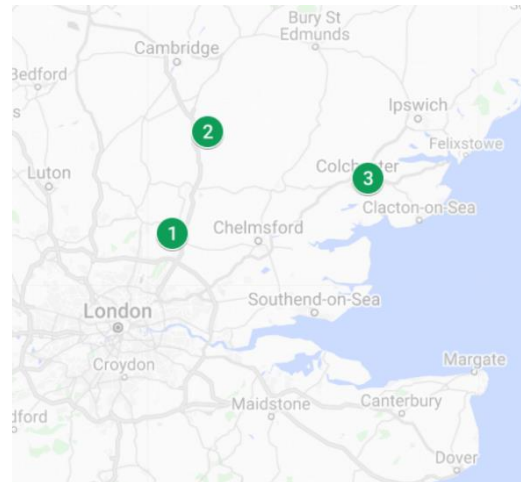 Bury St
Edmunds
Cambridge
Bedford
s
2
Ipswich
Felixstowe
Luton
Colchester
3
Clacton-on-Sea
1
Chelmsford
London
Southend-on-Sea
Croydon
Margate
Maidstone
Canterbury
dford
Dover